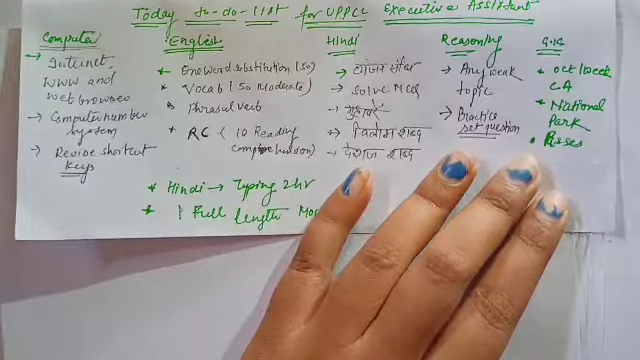 Today To-do-list for UPPCL Executive Assistant
Computer
→ Internet,
WWW and
web browser
→ Computer number
system
→ Revise shortcut
keys
English
* One word substitution (50)
* Vocab (50 moderate)
* Phrasal verb
* RC < 10 Reading
comprehension)
Hindi
→ व्यंजन संधि
→ Solve MCQ
→ मुहावरे
→ विलोम शब्द
→ देशज शब्द
Reasoning
→ Any weak
topic
→ Practice
set question
G.K
• Oct 1 week
CA
• National
Park
• Passes
* Hindi → Typing 2 hr
* 1 Full length